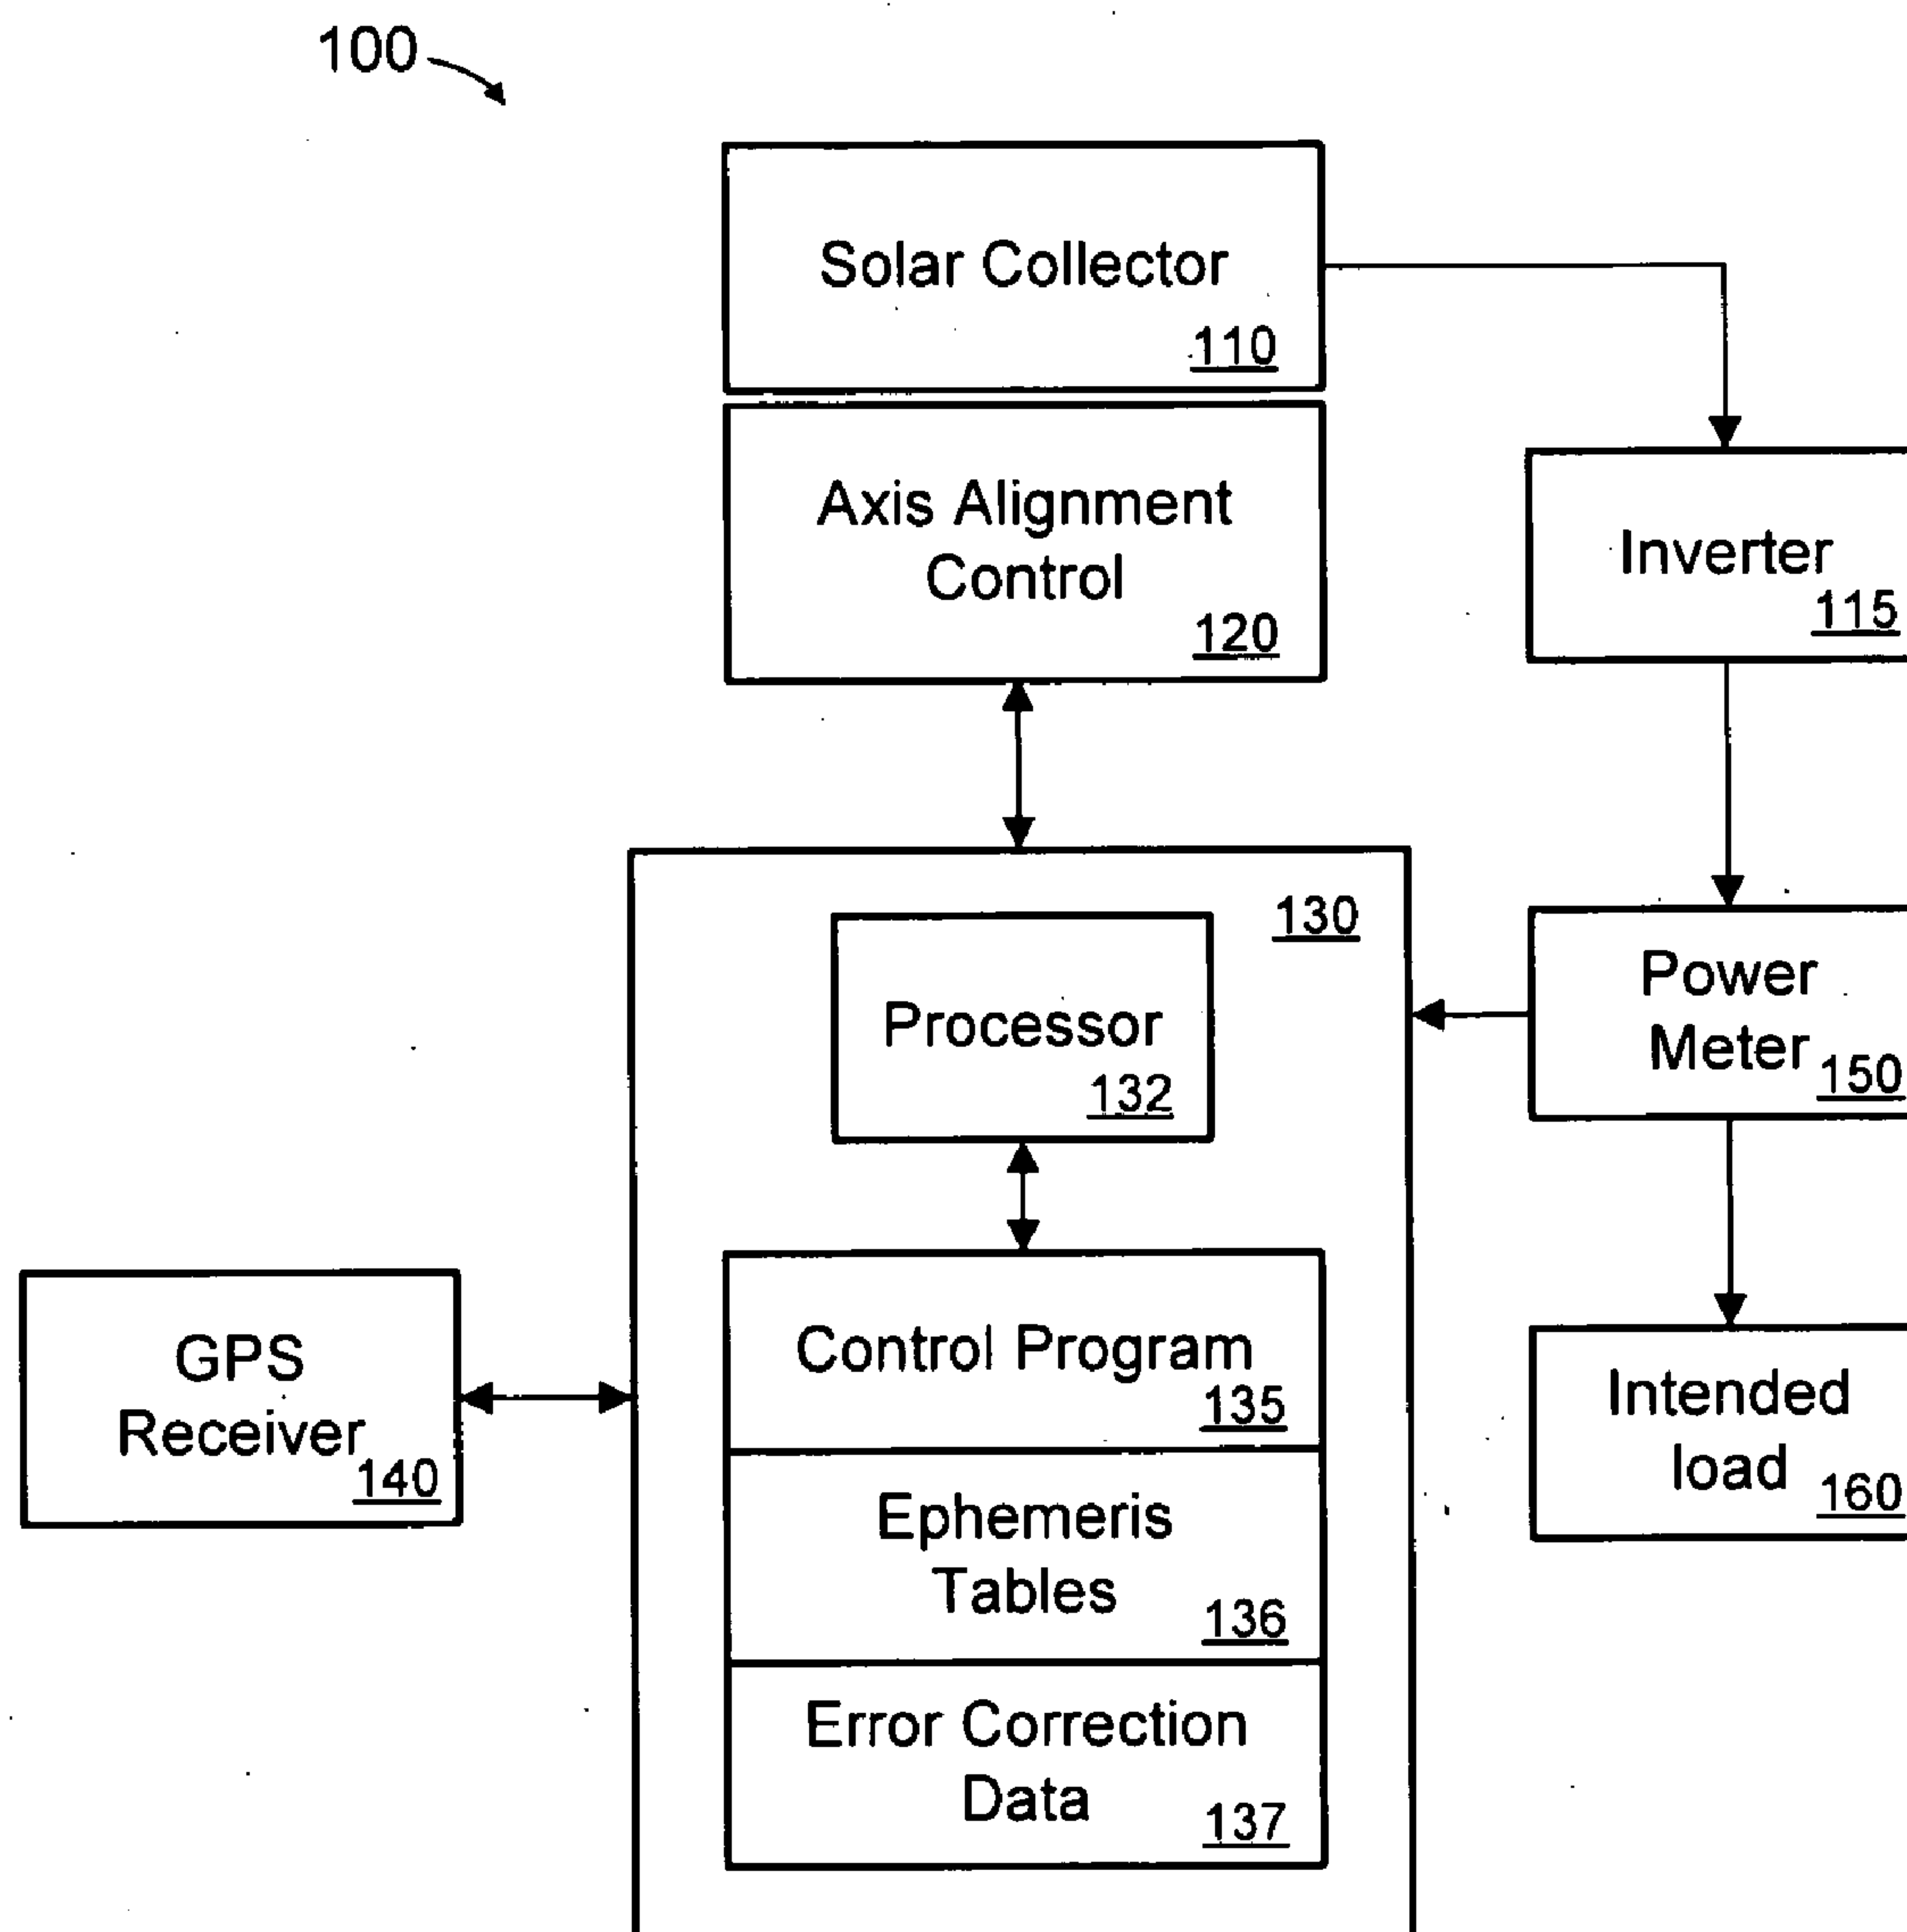 100
Solar Collector
110
Axis Alignment
Control
120
Inverter
115
130
Processor
132
Power
Meter
150
Control Program
135
GPS
Receiver
140
Intended
load
160
Ephemeris
Tables
136
Error Correction
Data
137